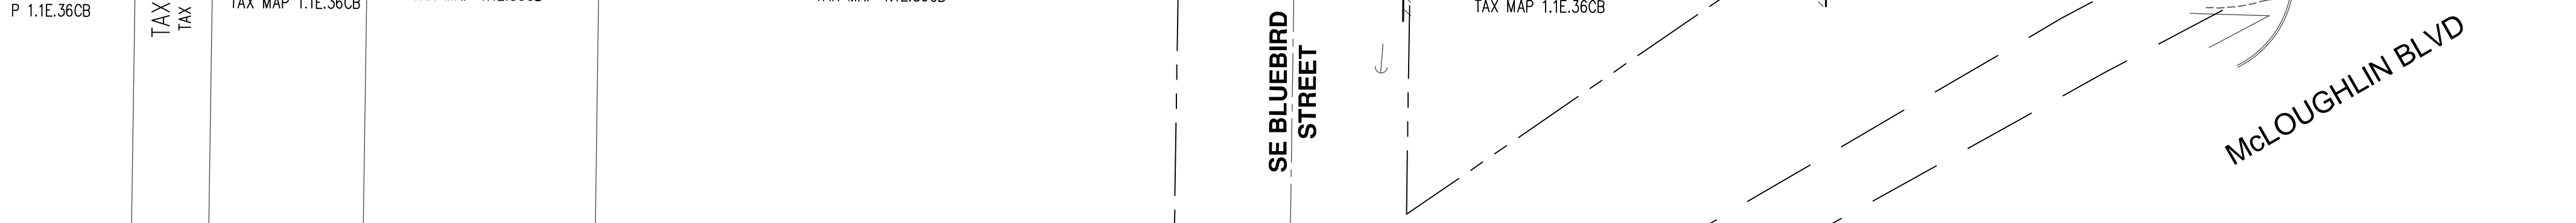 P 1.1E.36CB
TAX
TAX
TAX MAP 1.1E.36CB
SE BLUEBIRD
STREET
TAX MAP 1.1E.36CB
McLOUGHLIN BLVD